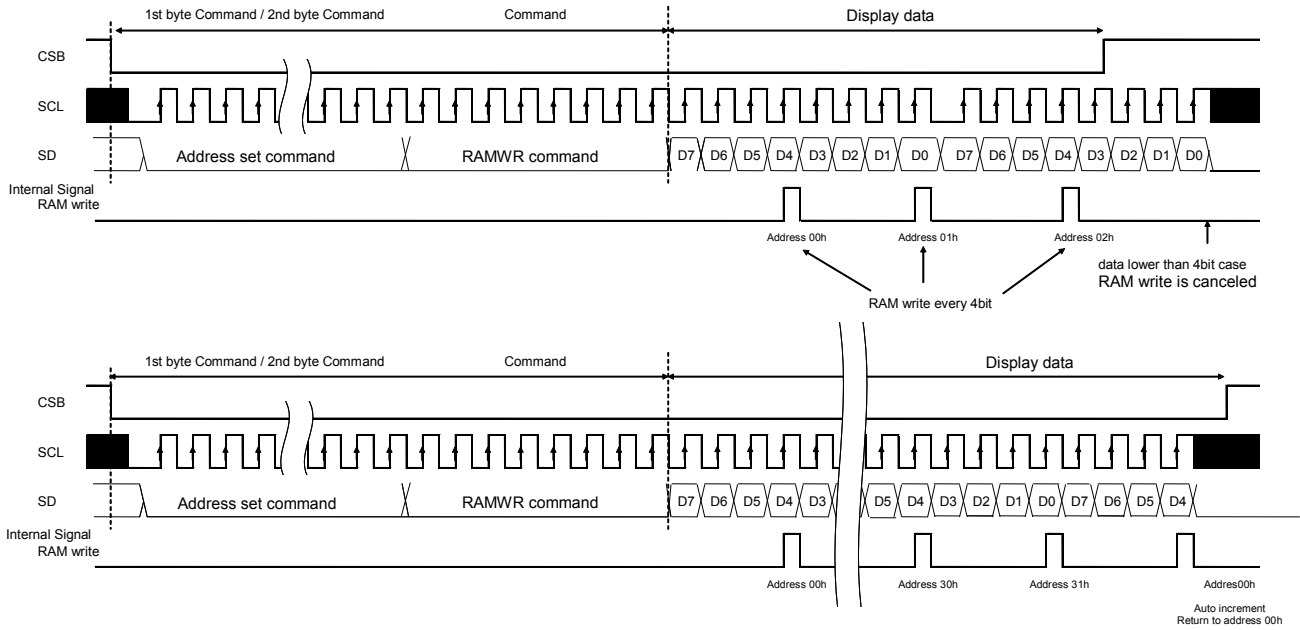 1st byte Command / 2nd byte Command Command Display data
CSB
SCL
SD Address set command RAMWR command D7 D6 D5 D4 D3 D2 D1 D0 D7 D6 D5 D4 D3 D2 D1 D0
Internal Signal
RAM write
Address 00h Address 01h Address 02h
data lower than 4bit case
RAM write is canceled
RAM write every 4bit
1st byte Command / 2nd byte Command Command Display data
CSB
SCL
SD Address set command RAMWR command D7 D6 D5 D4 D3 D5 D4 D3 D2 D1 D0 D7 D6 D5 D4
Internal Signal
RAM write
Address 00h Address 30h Address 31h Addres00h
Auto increment
Return to address 00h